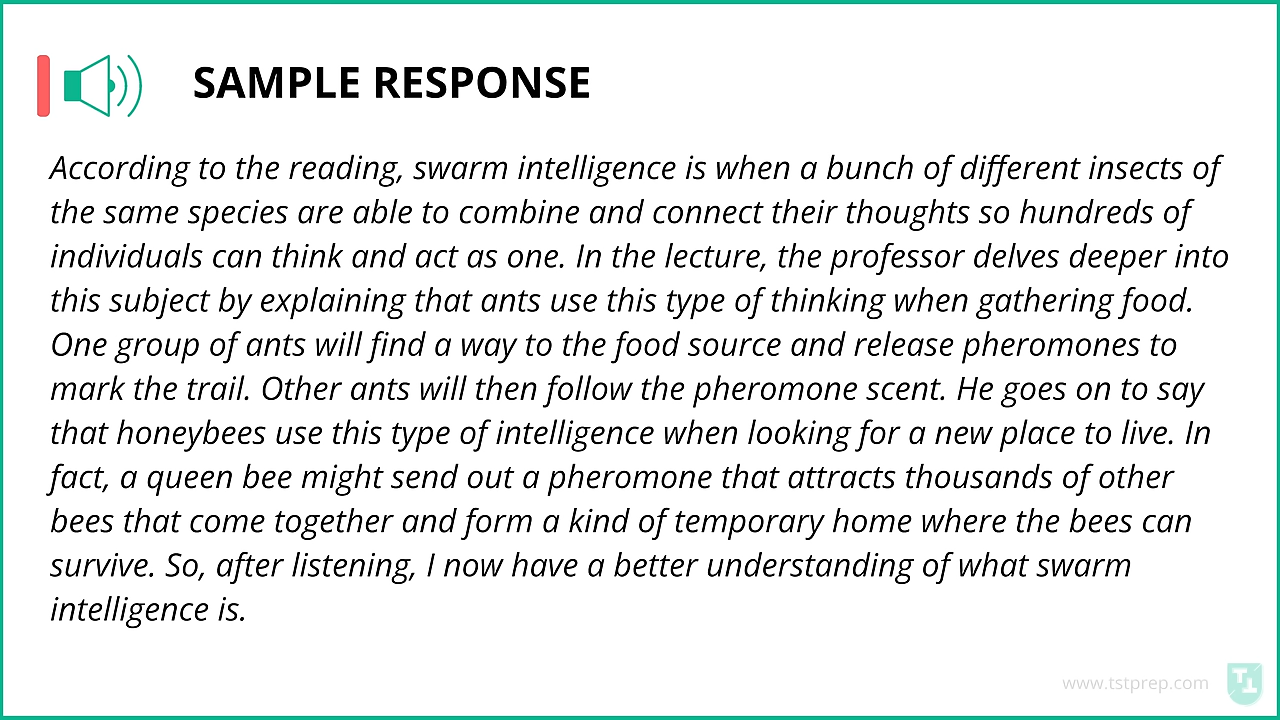 SAMPLE RESPONSE
According to the reading, swarm intelligence is when a bunch of different insects of
the same species are able to combine and connect their thoughts so hundreds of
individuals can think and act as one. In the lecture, the professor delves deeper into
this subject by explaining that ants use this type of thinking when gathering food.
One group of ants will find a way to the food source and release pheromones to
mark the trail. Other ants will then follow the pheromone scent. He goes on to say
that honeybees use this type of intelligence when looking for a new place to live. In
fact, a queen bee might send out a pheromone that attracts thousands of other
bees that come together and form a kind of temporary home where the bees can
survive. So, after listening, I now have a better understanding of what swarm
intelligence is.
www.tstprep.com